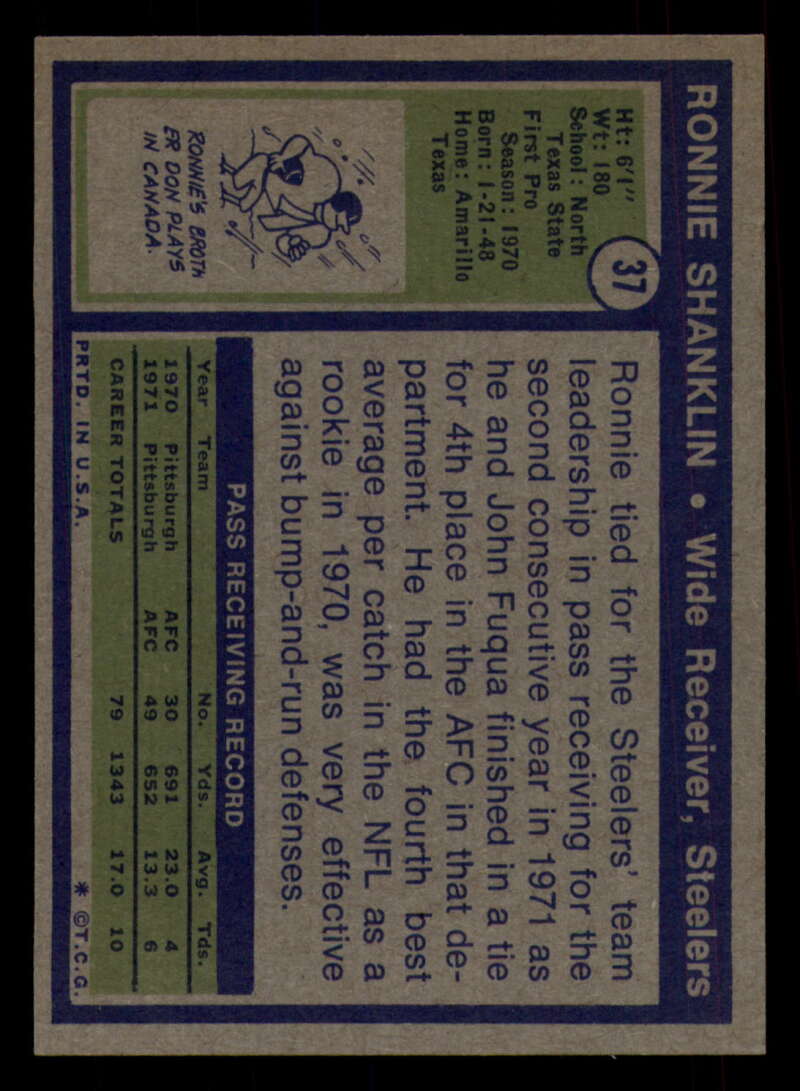 RONNIE SHANKLIN • Wide Receiver, Steelers
37
Ht: 6'1"
Wt: 180
School: North
Texas State
First Pro
Season: 1970
Born: 1-21-48
Home: Amarillo
Texas
RONNIE'S BROTH
ER DON PLAYS
IN CANADA.
Ronnie tied for the Steelers' team
leadership in pass receiving for the
second consecutive year in 1971 as
he and John Fuqua finished in a tie
for 4th place in the AFC in that de-
partment. He had the fourth best
average per catch in the NFL as a
rookie in 1970, was very effective
against bump-and-run defenses.
PASS RECEIVING RECORD
Year Team No. Yds. Avg. Tds.
1970 Pittsburgh AFC 30 691 23.0 4
1971 Pittsburgh AFC 49 652 13.3 6
CAREER TOTALS 79 1343 17.0 10
PRTD. IN U.S.A. * ©T.C.G.